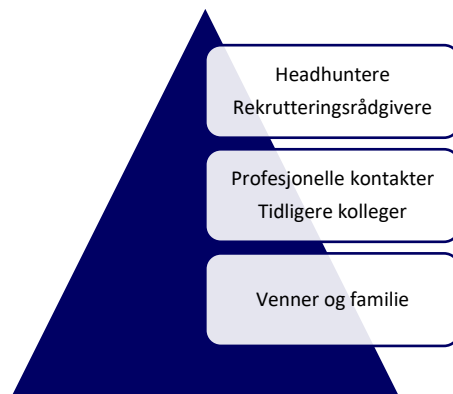 Headhuntere
Rekrutteringsrådgivere
Profesjonelle kontakter
Tidligere kolleger
Venner og familie